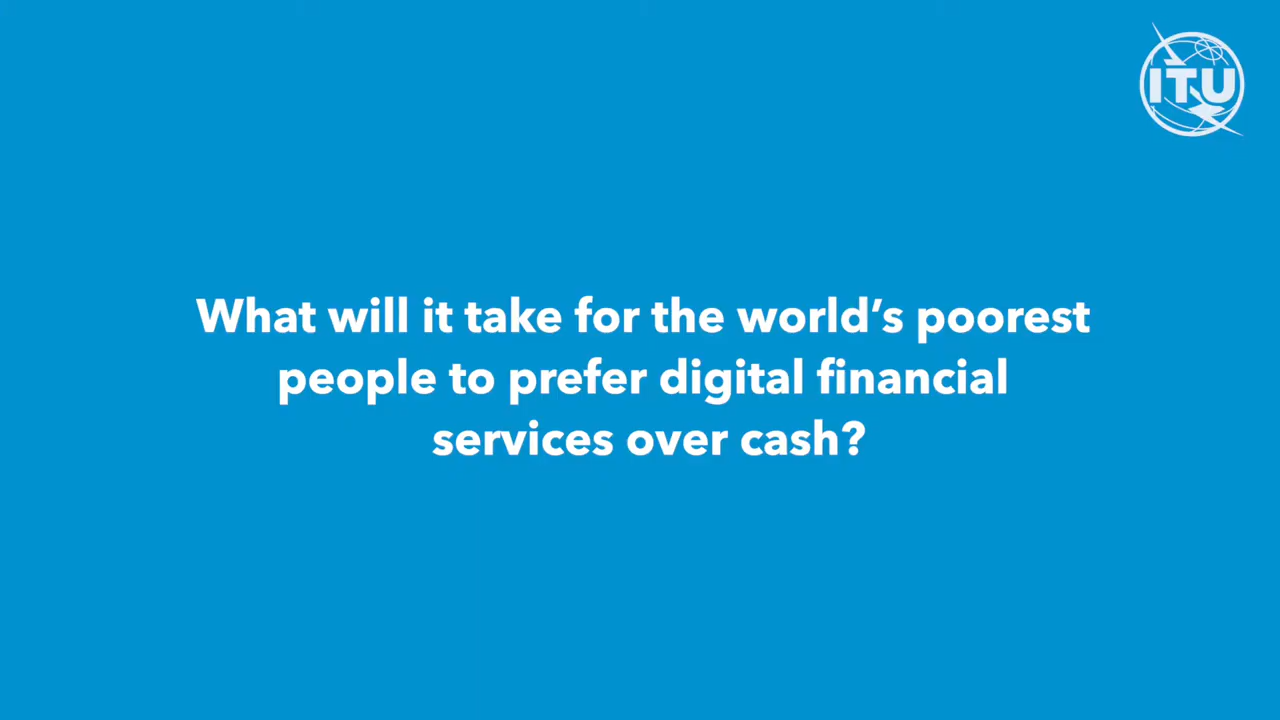 ITU
What will it take for the world’s poorest
people to prefer digital financial
services over cash?